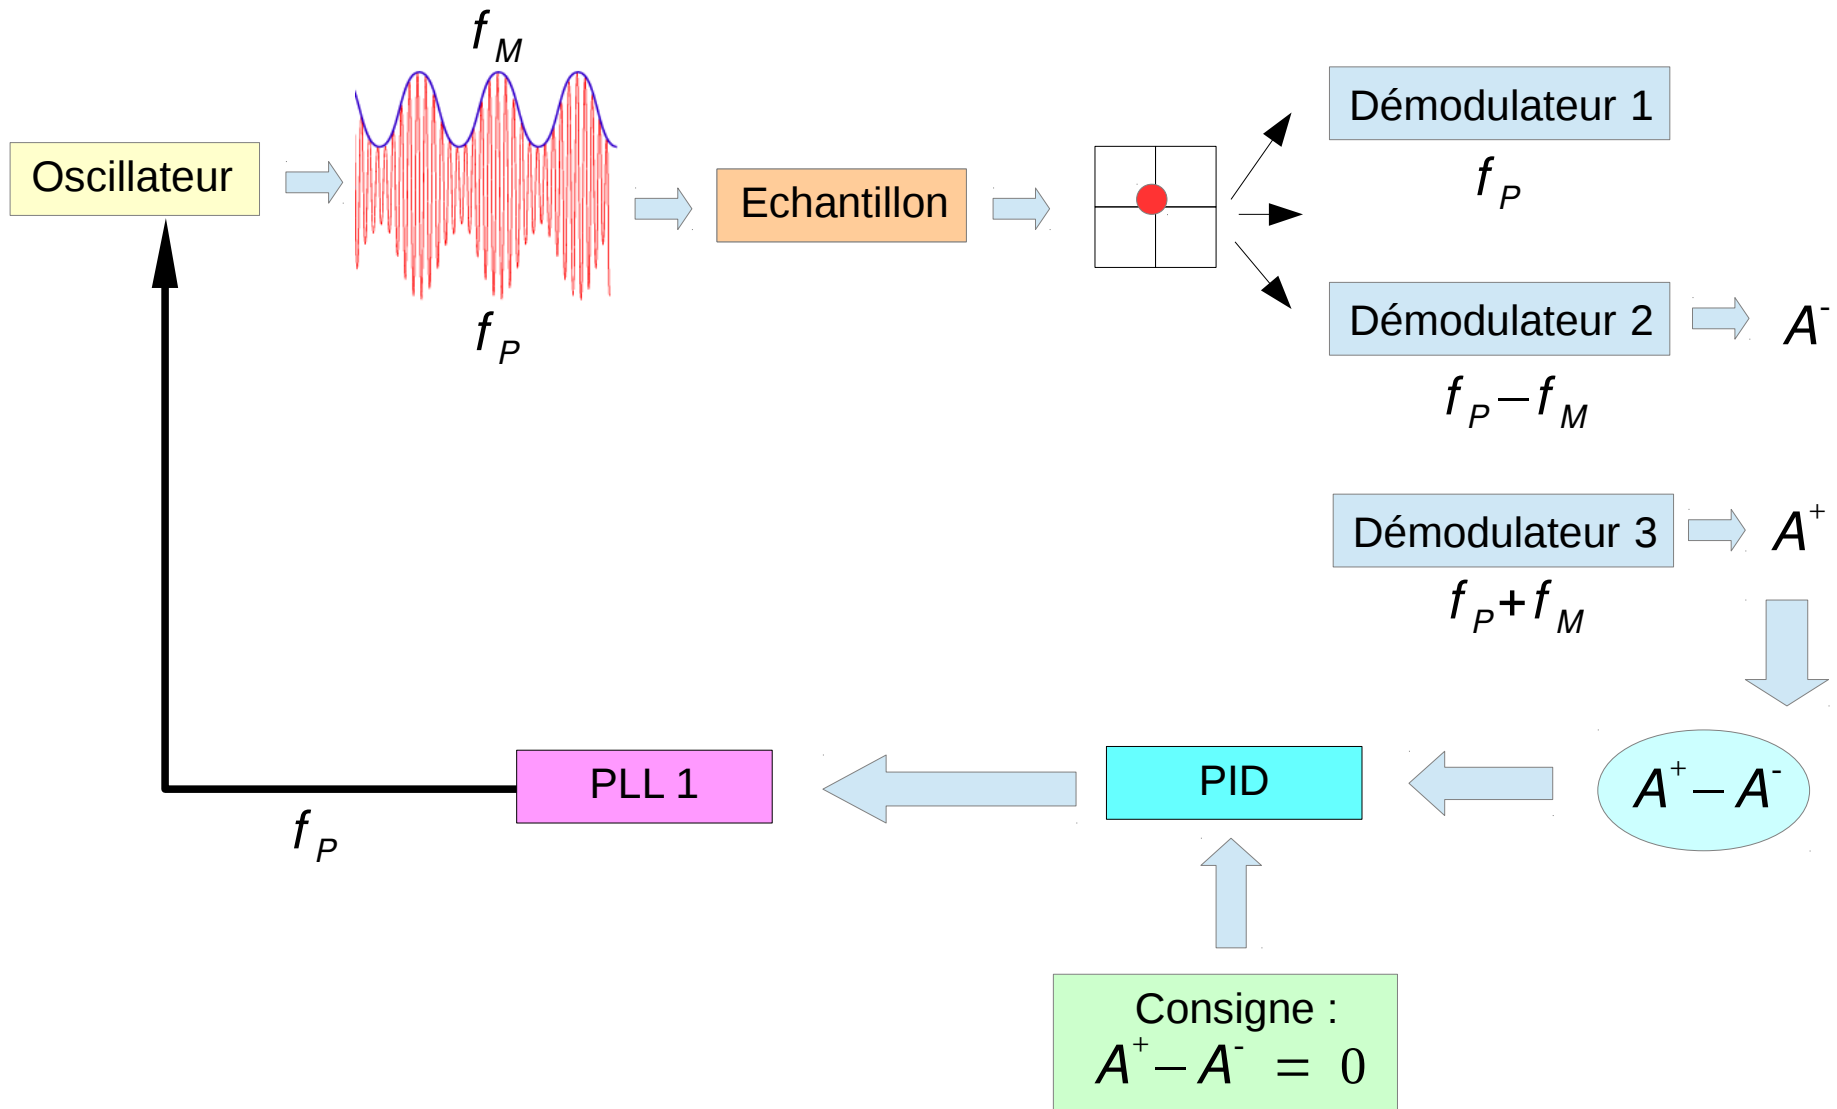 f M
Oscillateur
f P
Echantillon
Démodulateur 1
f P
Démodulateur 2
A-
f P – f M
Démodulateur 3
A+
f P + f M
A+ – A-
PID
PLL 1
f P
Consigne :
A+ – A- = 0